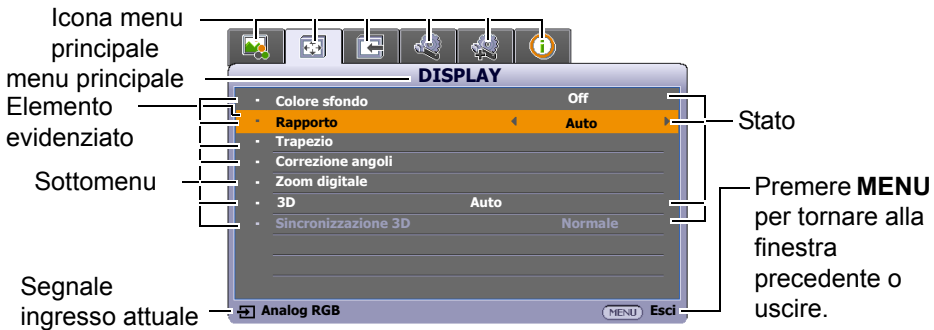 Icona menu
principale
menu principale
DISPLAY
Elemento
evidenziato
Colore sfondo Off
Rapporto Auto
Stato
Trapezio
Correzione angoli
Sottomenu
Zoom digitale
3D Auto
Sincronizzazione 3D Normale
Premere MENU
per tornare alla
finestra
precedente o
uscire.
Segnale
ingresso attuale
Analog RGB
MENU Esci